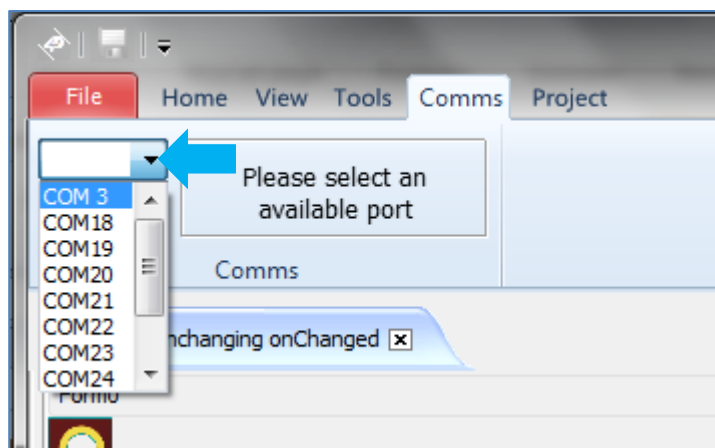 File Home View Tools Comms Project
Please select an
available port
COM 3
COM18
COM19
COM20
COM21
COM22
COM23
COM24
Comms
onChanged